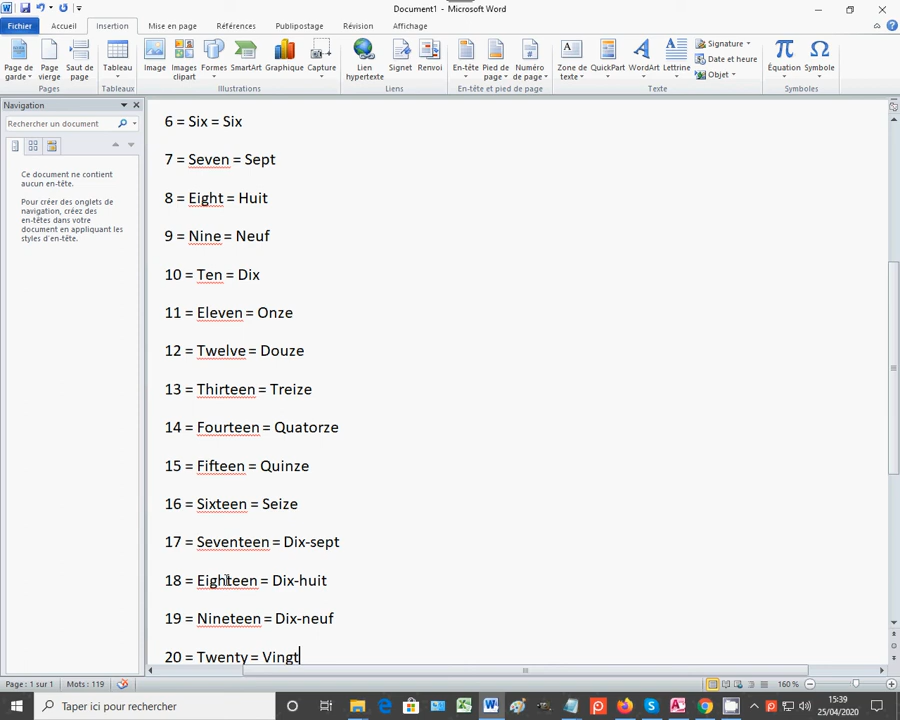 Document1 - Microsoft Word
Fichier Accueil Insertion Mise en page Références Publipostage Révision Affichage
Page de garde Page vierge Saut de page Tableau Image Images clipart Formes SmartArt Graphique Capture Lien hypertexte Signet Renvoi En-tête Pied de page Numéro de page Zone de texte QuickPart WordArt Lettrine Signature Date et heure Objet Équation Symbole
Pages Tableaux Illustrations Liens En-tête et pied de page Texte Symboles
Navigation
Rechercher un document
Ce document ne contient
aucun en-tête.
Pour créer des onglets de
navigation, créez des
en-têtes dans votre
document en appliquant les
styles d'en-tête.
6 = Six = Six
7 = Seven = Sept
8 = Eight = Huit
9 = Nine = Neuf
10 = Ten = Dix
11 = Eleven = Onze
12 = Twelve = Douze
13 = Thirteen = Treize
14 = Fourteen = Quatorze
15 = Fifteen = Quinze
16 = Sixteen = Seize
17 = Seventeen = Dix-sept
18 = Eighteen = Dix-huit
19 = Nineteen = Dix-neuf
20 = Twenty = Vingt
Page : 1 sur 1 Mots : 119 160 %
Taper ici pour rechercher
15:39
25/04/2020